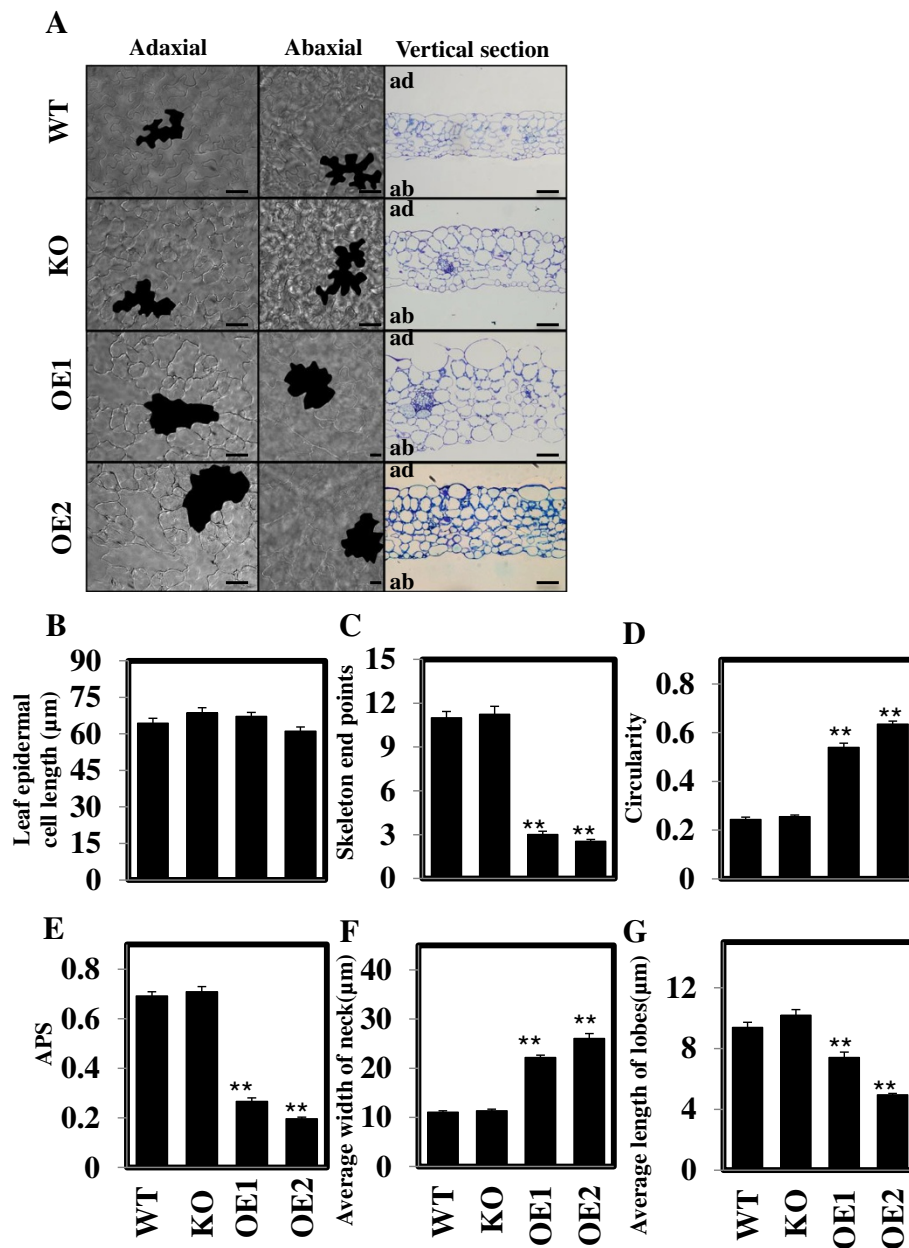 A
Adaxial
Abaxial
Vertical section
WT
ad
ab
KO
ad
ab
OE1
ad
ab
OE2
ad
ab
B
Leaf epidermal
cell length (µm)
90
75
60
45
30
15
0
C
Skeleton end points
15
12
9
6
3
0
**
**
D
Circularity
0.8
0.6
0.4
0.2
0
**
**
E
APS
0.8
0.6
0.4
0.2
0
**
**
WT
KO
OE1
OE2
F
Average width of neck(µm)
40
30
20
10
0
**
**
WT
KO
OE1
OE2
G
Average length of lobes(µm)
12
8
4
0
**
**
WT
KO
OE1
OE2